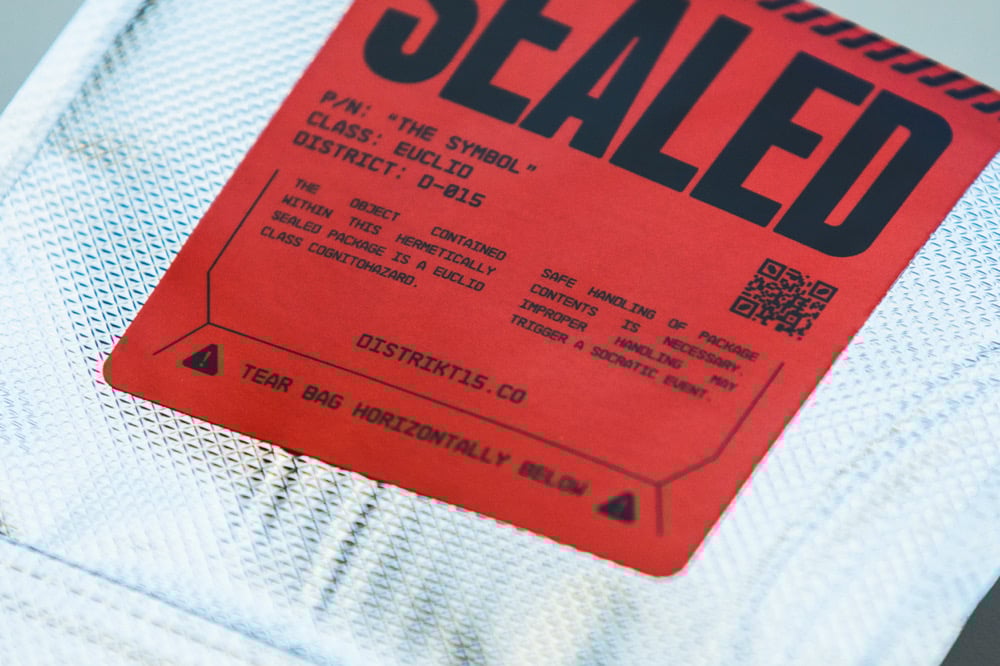 SEALED
P/N: "THE SYMBOL"
CLASS: EUCLID
DISTRICT: D-015
THE OBJECT CONTAINED
WITHIN THIS HERMETICALLY
SEALED PACKAGE IS A EUCLID
CLASS COGNITOHAZARD.
SAFE HANDLING OF PACKAGE
CONTENTS IS NECESSARY.
IMPROPER HANDLING MAY
TRIGGER A SOCRATIC EVENT.
DISTRIKT15.CO
TEAR BAG HORIZONTALLY BELOW